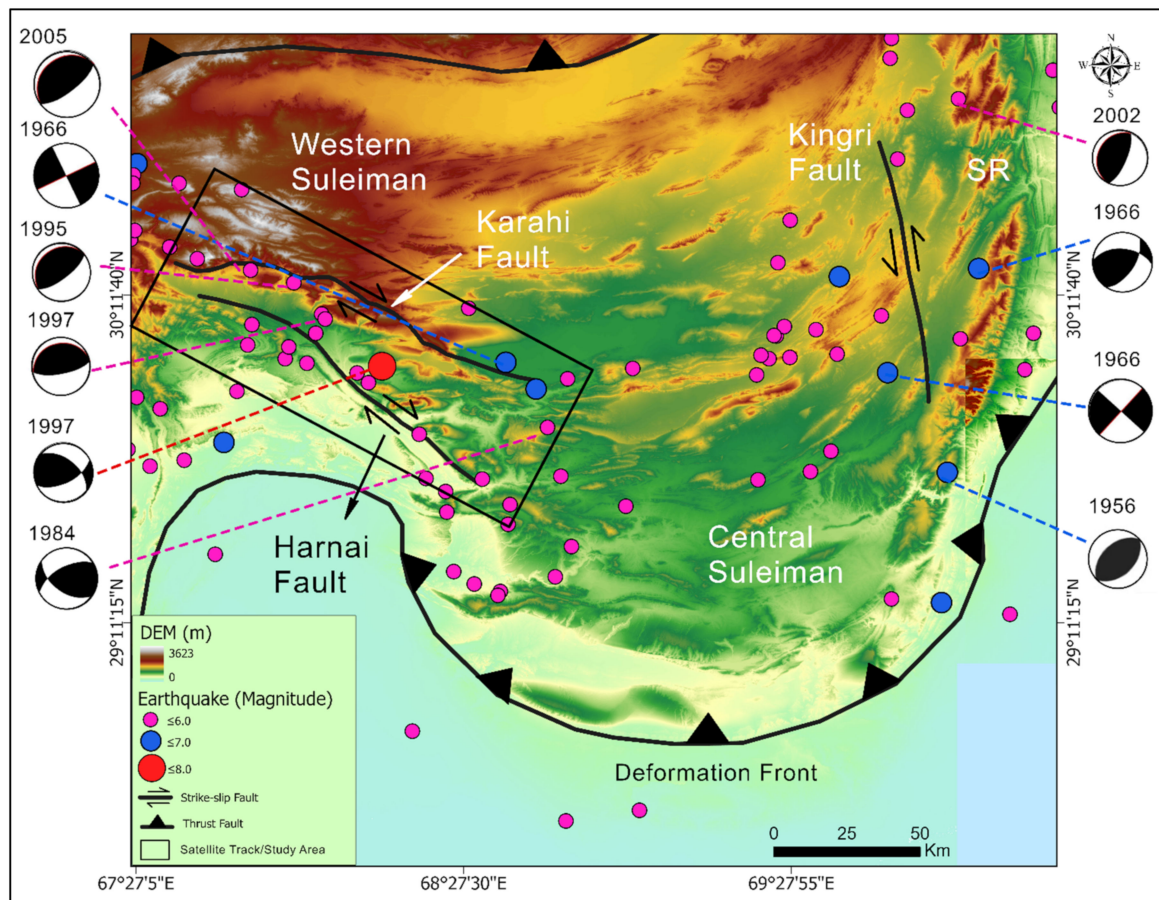 2005
1966
1995
1997
1997
1984
Western
Suleiman
Karahi
Fault
Kingri
Fault
SR
N
W
E
S
2002
1966
1966
1956
30°11'40"N
30°11'40"N
29°11'15"N
29°11'15"N
Harnai
Fault
Central
Suleiman
Deformation Front
DEM (m)
3623
0
Earthquake (Magnitude)
≤6.0
≤7.0
≤8.0
Strike-slip Fault
Thrust Fault
Satellite Track/Study Area
0 25 50
Km
67°27'5"E
68°27'30"E
69°27'55"E